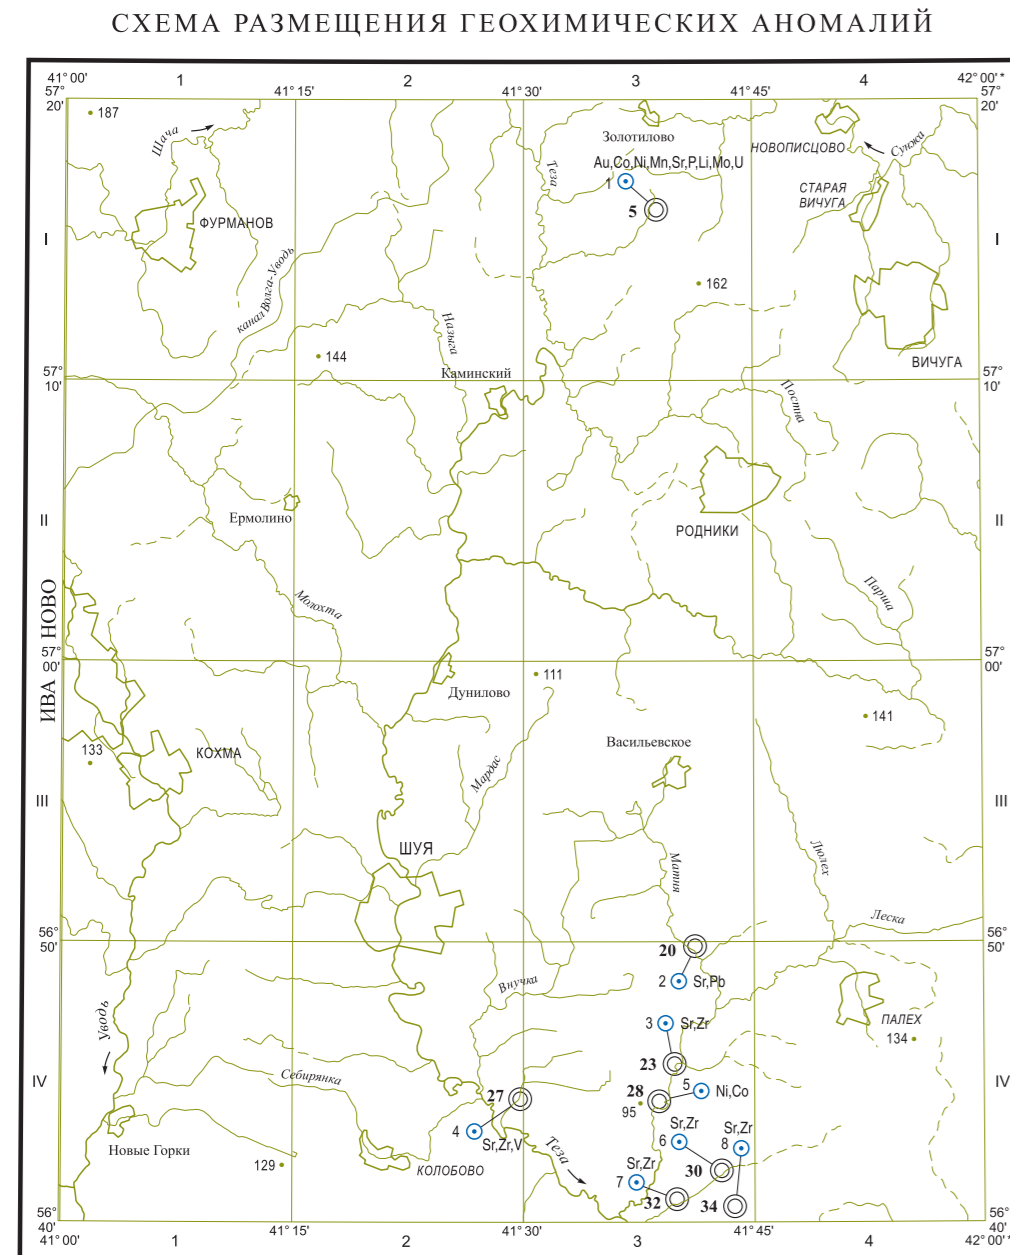 СХЕМА РАЗМЕЩЕНИЯ ГЕОХИМИЧЕСКИХ АНОМАЛИЙ
41° 00' 1 2 3 4 42° 00' *
57° 20' 41° 15' 41° 30' 41° 45' 57° 20'
187
Шача
Золотилово
НОВОПИСЦОВО
Сунжа
Теза
Au,Co,Ni,Mn,Sr,P,Li,Mo,U
1
СТАРАЯ
ВИЧУГА
5
ФУРМАНОВ
I I
канал Волга-Уводь
162
Назыга
144
ВИЧУГА
Каминский
57° 10' 57° 10'
Постна
Ермолино
II II
РОДНИКИ
ИВАНОВО
Молохта
Парша
57° 00' 57° 00'
111
Дунилово
141
133
КОХМА
Васильевское
Мардас
III III
ШУЯ
Матня
Люлех
Леска
56° 50' 56° 50'
20
Внучка
2 Sr,Pb
3 Sr,Zr
ПАЛЕХ
134
Уводь
23
IV IV
Себирянка
27
28
5 Ni,Co
95
4
Sr,Zr,V
Sr,Zr
6
Sr,Zr
8
Новые Горки
129
КОЛОБОВО
Теза
Sr,Zr
7
30
32
34
56° 40' 41° 15' 41° 30' 41° 45' 56° 40'
41° 00' 1 2 3 4 42° 00' *